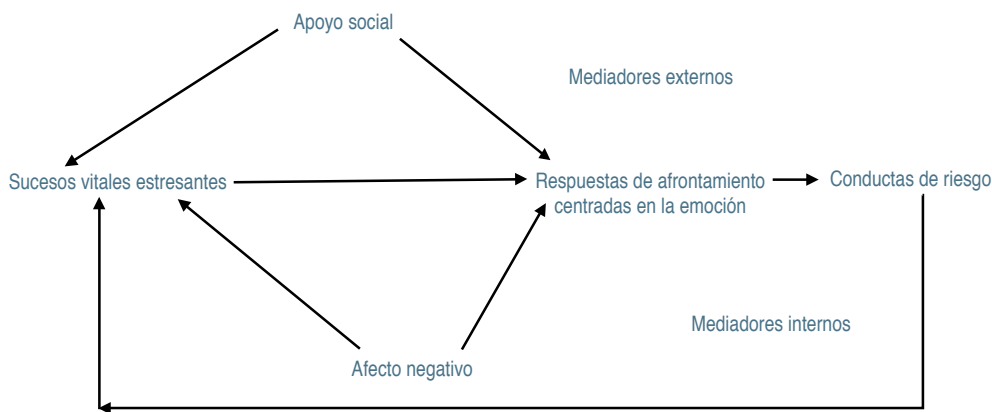 Apoyo social
Mediadores externos
Sucesos vitales estresantes
Respuestas de afrontamiento
centradas en la emoción
Conductas de riesgo
Mediadores internos
Afecto negativo